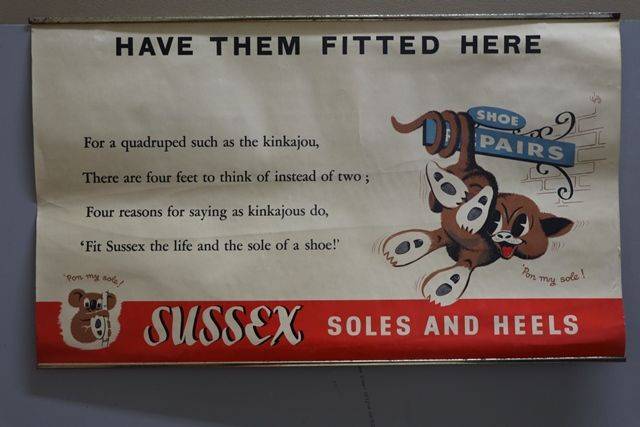 HAVE THEM FITTED HERE
For a quadruped such as the kinkajou,
There are four feet to think of instead of two;
Four reasons for saying as kinkajous do,
'Fit Sussex the life and the sole of a shoe!'
SHOE
PAIRS
'Pon my sole!
'Pon my sole!
SUSSEX SOLES AND HEELS